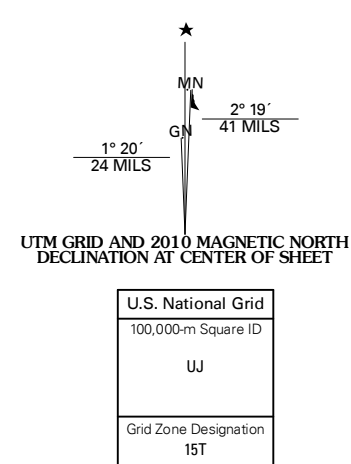 MN
2° 19´
41 MILS
GN
1° 20´
24 MILS
UTM GRID AND 2010 MAGNETIC NORTH
DECLINATION AT CENTER OF SHEET
U.S. National Grid
100,000-m Square ID
UJ
Grid Zone Designation
15T